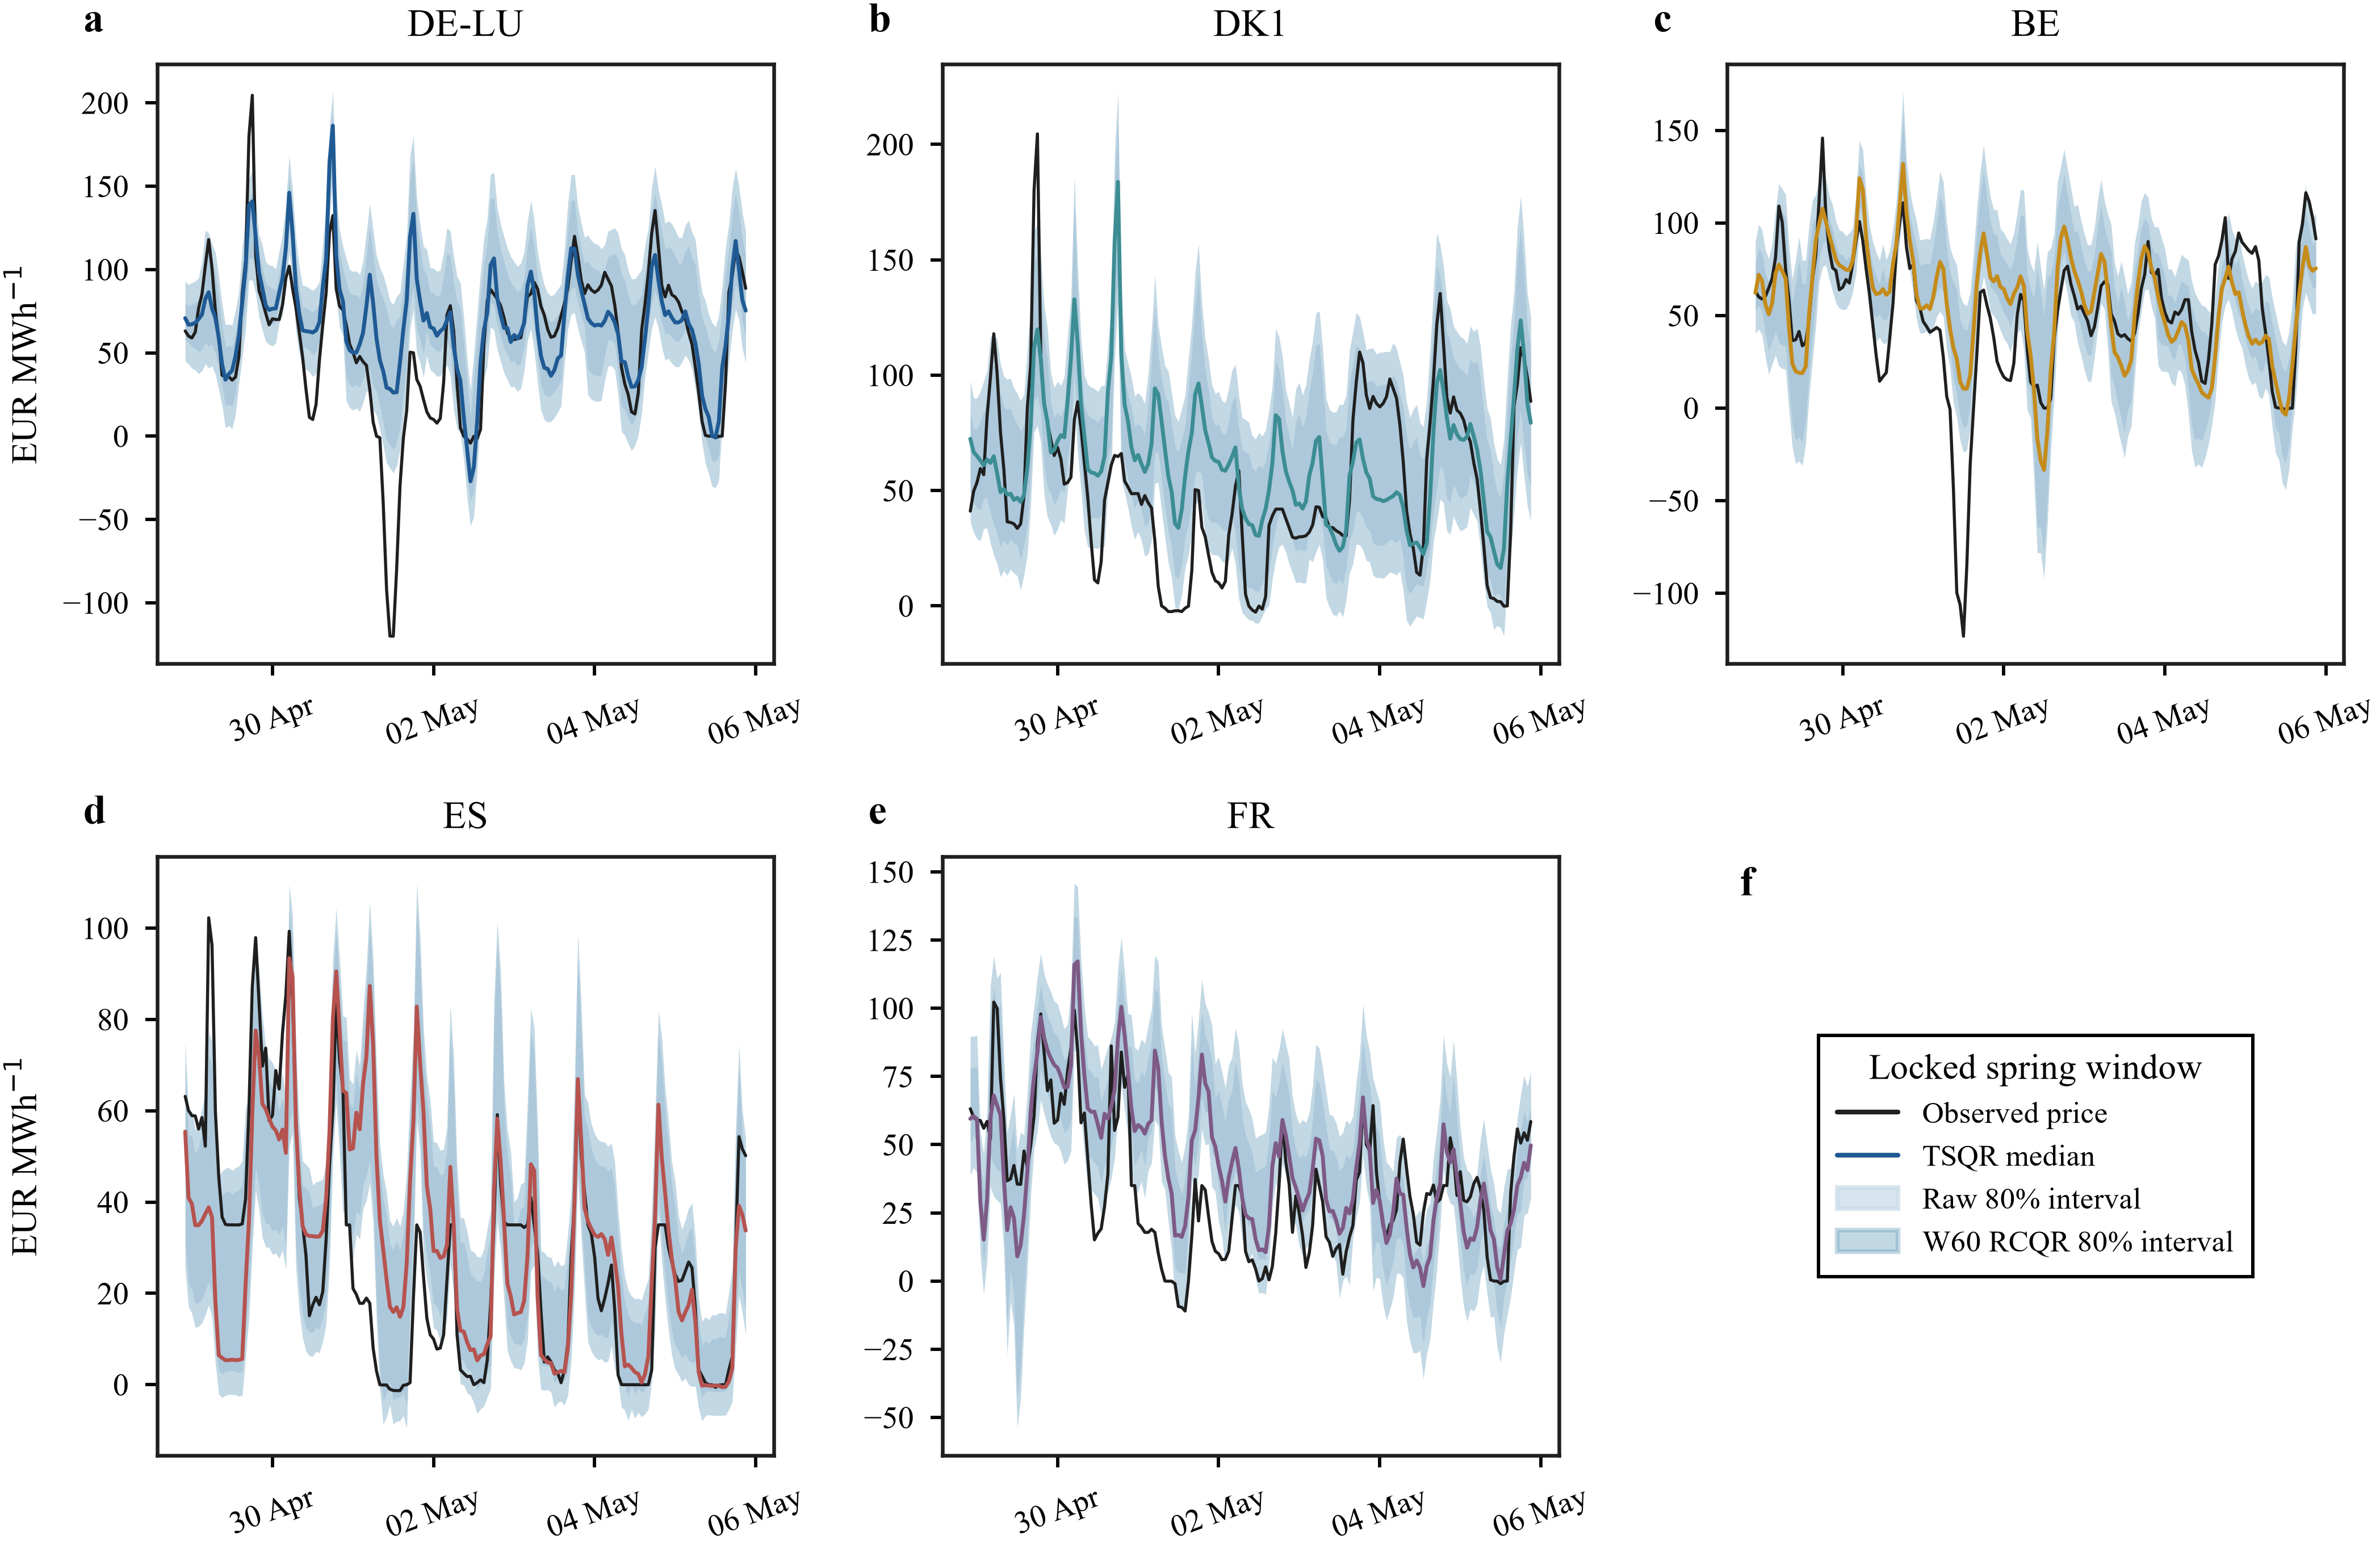 a
DE-LU
b
DK1
c
BE
EUR MWh−1
200
150
100
50
0
−50
−100
200
150
100
50
0
150
100
50
0
−50
−100
30 Apr
02 May
04 May
06 May
30 Apr
02 May
04 May
06 May
30 Apr
02 May
04 May
06 May
d
ES
e
FR
f
EUR MWh−1
100
80
60
40
20
0
150
125
100
75
50
25
0
−25
−50
30 Apr
02 May
04 May
06 May
30 Apr
02 May
04 May
06 May
Locked spring window
Observed price
TSQR median
Raw 80% interval
W60 RCQR 80% interval